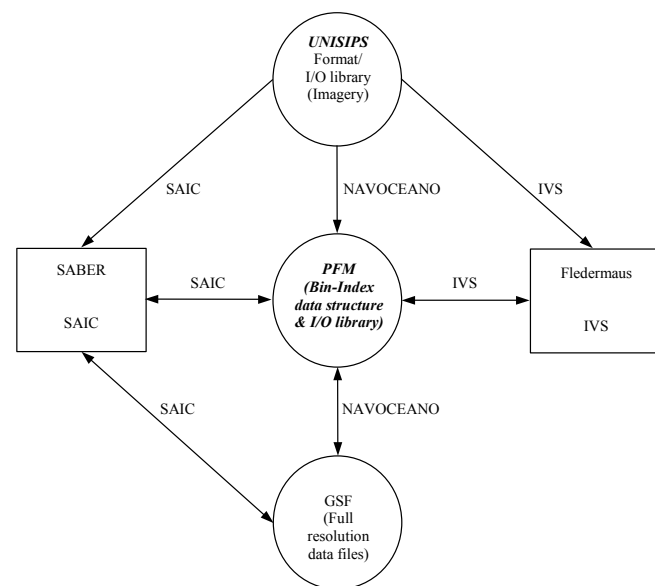 UNISIPS
Format/
I/O library
(Imagery)
SAIC
NAVOCEANO
IVS
SABER
SAIC
SAIC
PFM
(Bin-Index
data structure
& I/O library)
IVS
Fledermaus
IVS
SAIC
NAVOCEANO
GSF
(Full
resolution
data files)